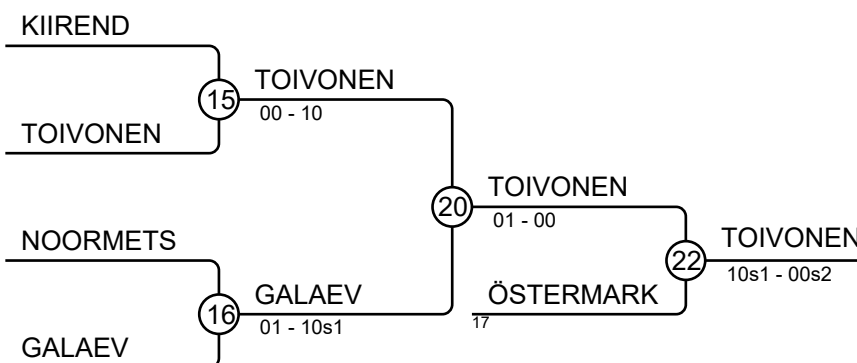 KIIREND
15
TOIVONEN
00 - 10
TOIVONEN
20
TOIVONEN
01 - 00
NOORMETS
22
TOIVONEN
10s1 - 00s2
16
GALAEV
01 - 10s1
ÖSTERMARK
17
GALAEV